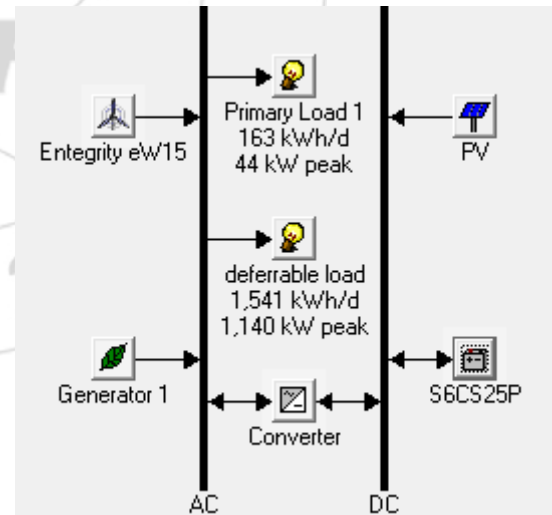 Primary Load 1
163 kWh/d
44 kW peak
Entegrity eW15
PV
deferrable load
1,541 kWh/d
1,140 kW peak
Generator 1
S6CS25P
Converter
AC
DC